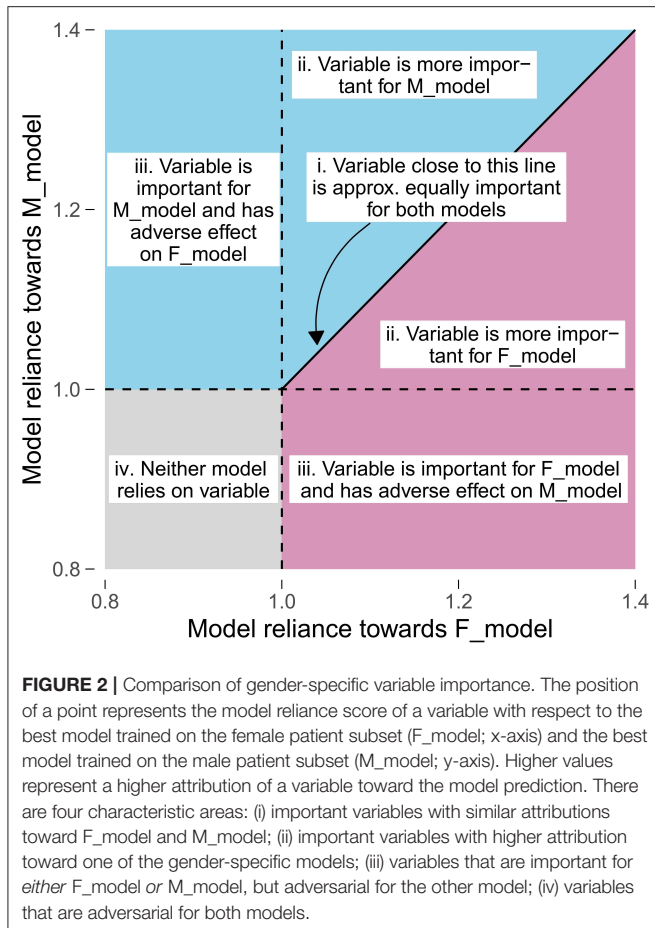 1.4
ii. Variable is more impor–
tant for M_model
iii. Variable is
important for
M_model and has
adverse effect
on F_model
i. Variable close to this line
is approx. equally important
for both models
1.2
Model reliance towards M_model
ii. Variable is more impor–
tant for F_model
1.0
iv. Neither model
relies on variable
iii. Variable is important for F_model
and has adverse effect on M_model
0.8
0.8 1.0 1.2 1.4
Model reliance towards F_model
FIGURE 2 | Comparison of gender-specific variable importance. The position
of a point represents the model reliance score of a variable with respect to the
best model trained on the female patient subset (F_model; x-axis) and the best
model trained on the male patient subset (M_model; y-axis). Higher values
represent a higher attribution of a variable toward the model prediction. There
are four characteristic areas: (i) important variables with similar attributions
toward F_model and M_model; (ii) important variables with higher attribution
toward one of the gender-specific models; (iii) variables that are important for
either F_model or M_model, but adversarial for the other model; (iv) variables
that are adversarial for both models.